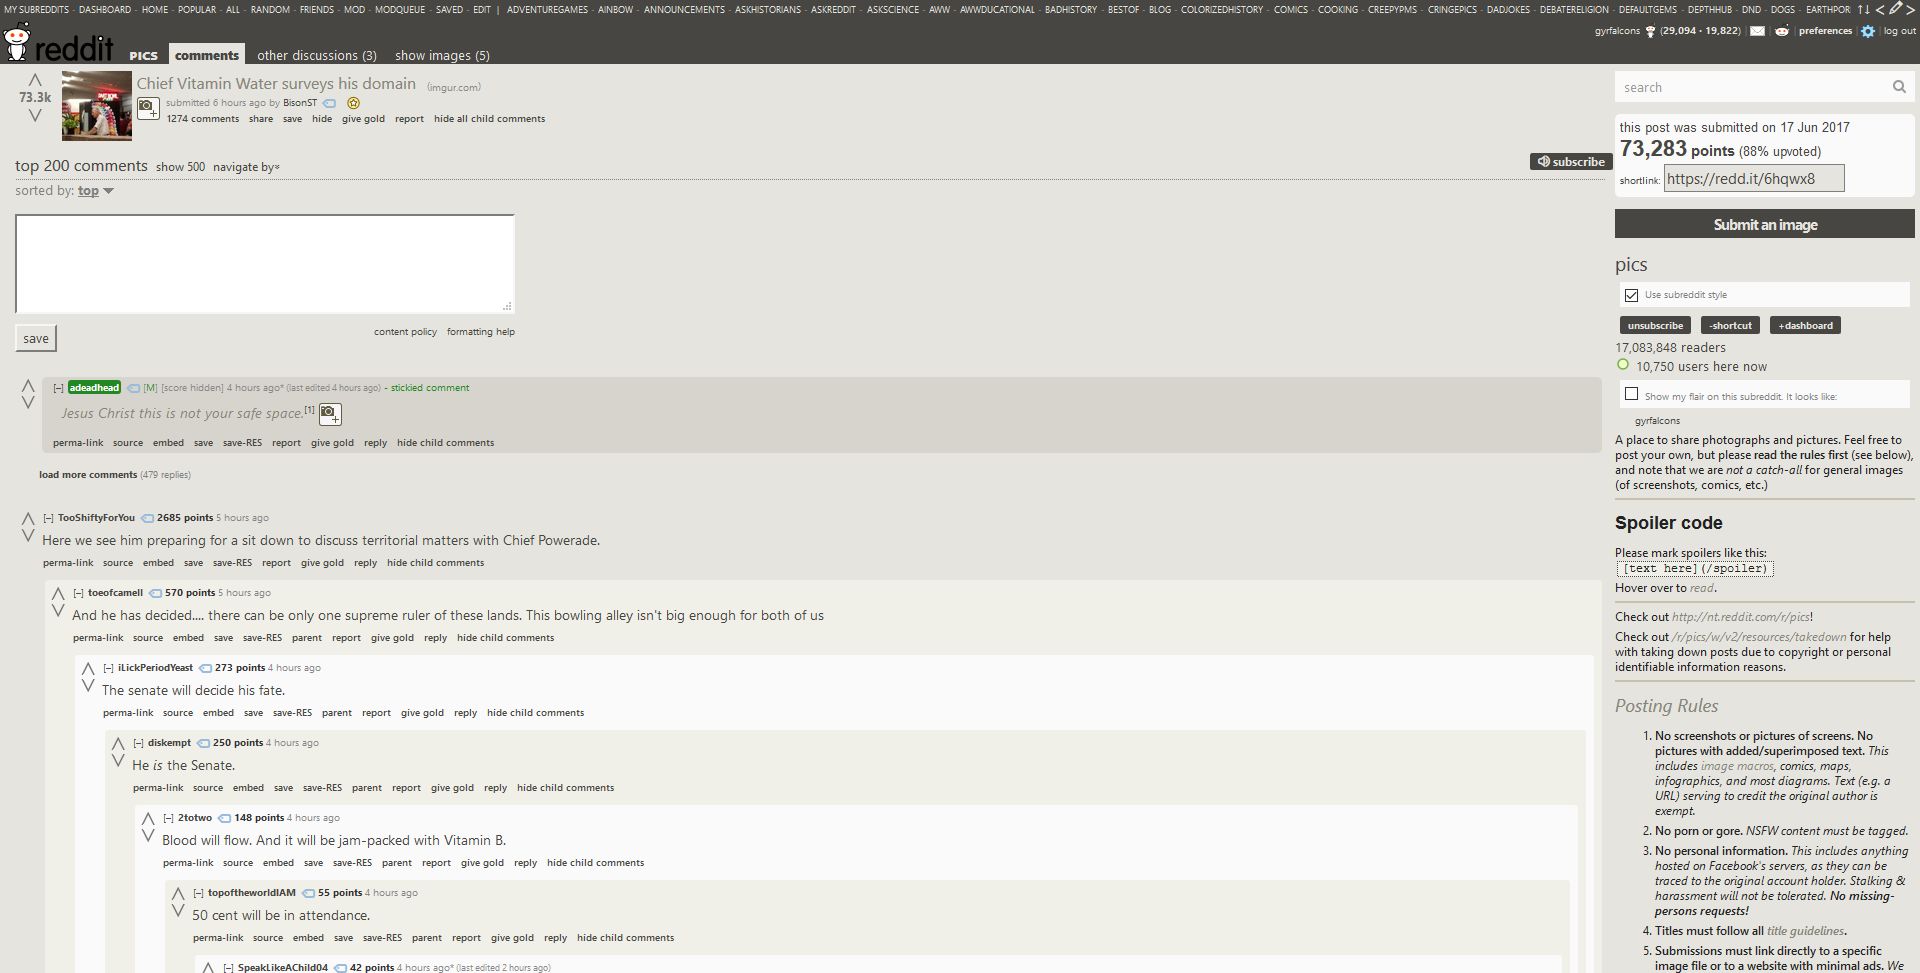 MY SUBREDDITS - DASHBOARD - HOME - POPULAR - ALL - RANDOM - FRIENDS - MOD - MODQUEUE - SAVED - EDIT | ADVENTUREGAMES - AINBOW - ANNOUNCEMENTS - ASKHISTORIANS - ASKREDDIT - ASKSCIENCE - AWW - AWWDUCATIONAL - BADHISTORY - BESTOF - BLOG - COLORIZEDHISTORY - COMICS - COOKING - CREEPYPMS - CRINGEPICS - DADJOKES - DEBATERELIGION - DEFAULTGEMS - DEPTHHUB - DND - DOGS - EARTHPOR
gyrfalcons (29,094 · 19,822) | preferences | log out
reddit PICS comments other discussions (3) show images (5)
73.3k
Chief Vitamin Water surveys his domain (imgur.com)
submitted 6 hours ago by BisonST
1274 comments share save hide give gold report hide all child comments
top 200 comments show 500 navigate by
subscribe
sorted by: top
save
content policy formatting help
[–] adeadhead [M] [score hidden] 4 hours ago* (last edited 4 hours ago) - stickied comment
Jesus Christ this is not your safe space.[1]
perma-link source embed save save-RES report give gold reply hide child comments
load more comments (479 replies)
[–] TooShiftyForYou 2685 points 5 hours ago
Here we see him preparing for a sit down to discuss territorial matters with Chief Powerade.
perma-link source embed save save-RES report give gold reply hide child comments
[–] toeofcamell 570 points 5 hours ago
And he has decided.... there can be only one supreme ruler of these lands. This bowling alley isn't big enough for both of us
perma-link source embed save save-RES parent report give gold reply hide child comments
[–] iLickPeriodYeast 273 points 4 hours ago
The senate will decide his fate.
perma-link source embed save save-RES parent report give gold reply hide child comments
[–] diskempt 250 points 4 hours ago
He is the Senate.
perma-link source embed save save-RES parent report give gold reply hide child comments
[–] 2totwo 148 points 4 hours ago
Blood will flow. And it will be jam-packed with Vitamin B.
perma-link source embed save save-RES parent report give gold reply hide child comments
[–] topoftheworldIAM 55 points 4 hours ago
50 cent will be in attendance.
perma-link source embed save save-RES parent report give gold reply hide child comments
[–] SpeakLikeAChild04 42 points 4 hours ago* (last edited 2 hours ago)
search
this post was submitted on 17 Jun 2017
73,283 points (88% upvoted)
shortlink: https://redd.it/6hqwx8
Submit an image
pics
Use subreddit style
unsubscribe -shortcut +dashboard
17,083,848 readers
10,750 users here now
Show my flair on this subreddit. It looks like:
gyrfalcons
A place to share photographs and pictures. Feel free to
post your own, but please read the rules first (see below),
and note that we are not a catch-all for general images
(of screenshots, comics, etc.)
Spoiler code
Please mark spoilers like this:
[text here](/spoiler)
Hover over to read.
Check out http://nt.reddit.com/r/pics!
Check out /r/pics/w/v2/resources/takedown for help
with taking down posts due to copyright or personal
identifiable information reasons.
Posting Rules
1. No screenshots or pictures of screens. No
pictures with added/superimposed text. This
includes image macros, comics, maps,
infographics, and most diagrams. Text (e.g. a
URL) serving to credit the original author is
exempt.
2. No porn or gore. NSFW content must be tagged.
3. No personal information. This includes anything
hosted on Facebook's servers, as they can be
traced to the original account holder. Stalking &
harassment will not be tolerated. No missing-
persons requests!
4. Titles must follow all title guidelines.
5. Submissions must link directly to a specific
image file or to a website with minimal ads. We